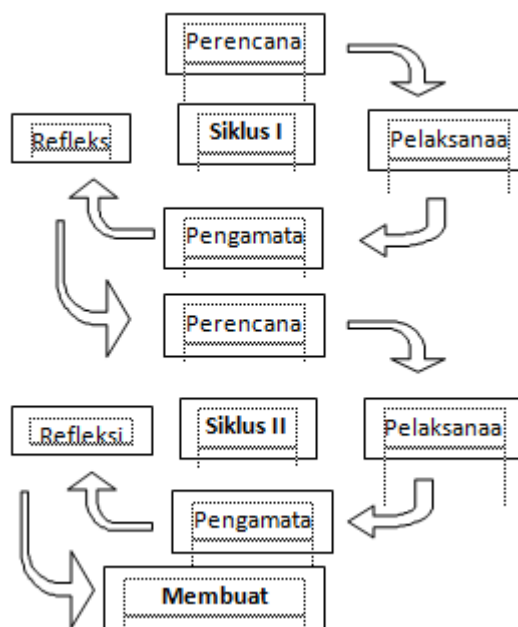 Perencana
Refleks
Siklus I
Pelaksanaa
Pengamata
Perencana
Refleksi
Siklus II
Pelaksanaa
Pengamata
Membuat